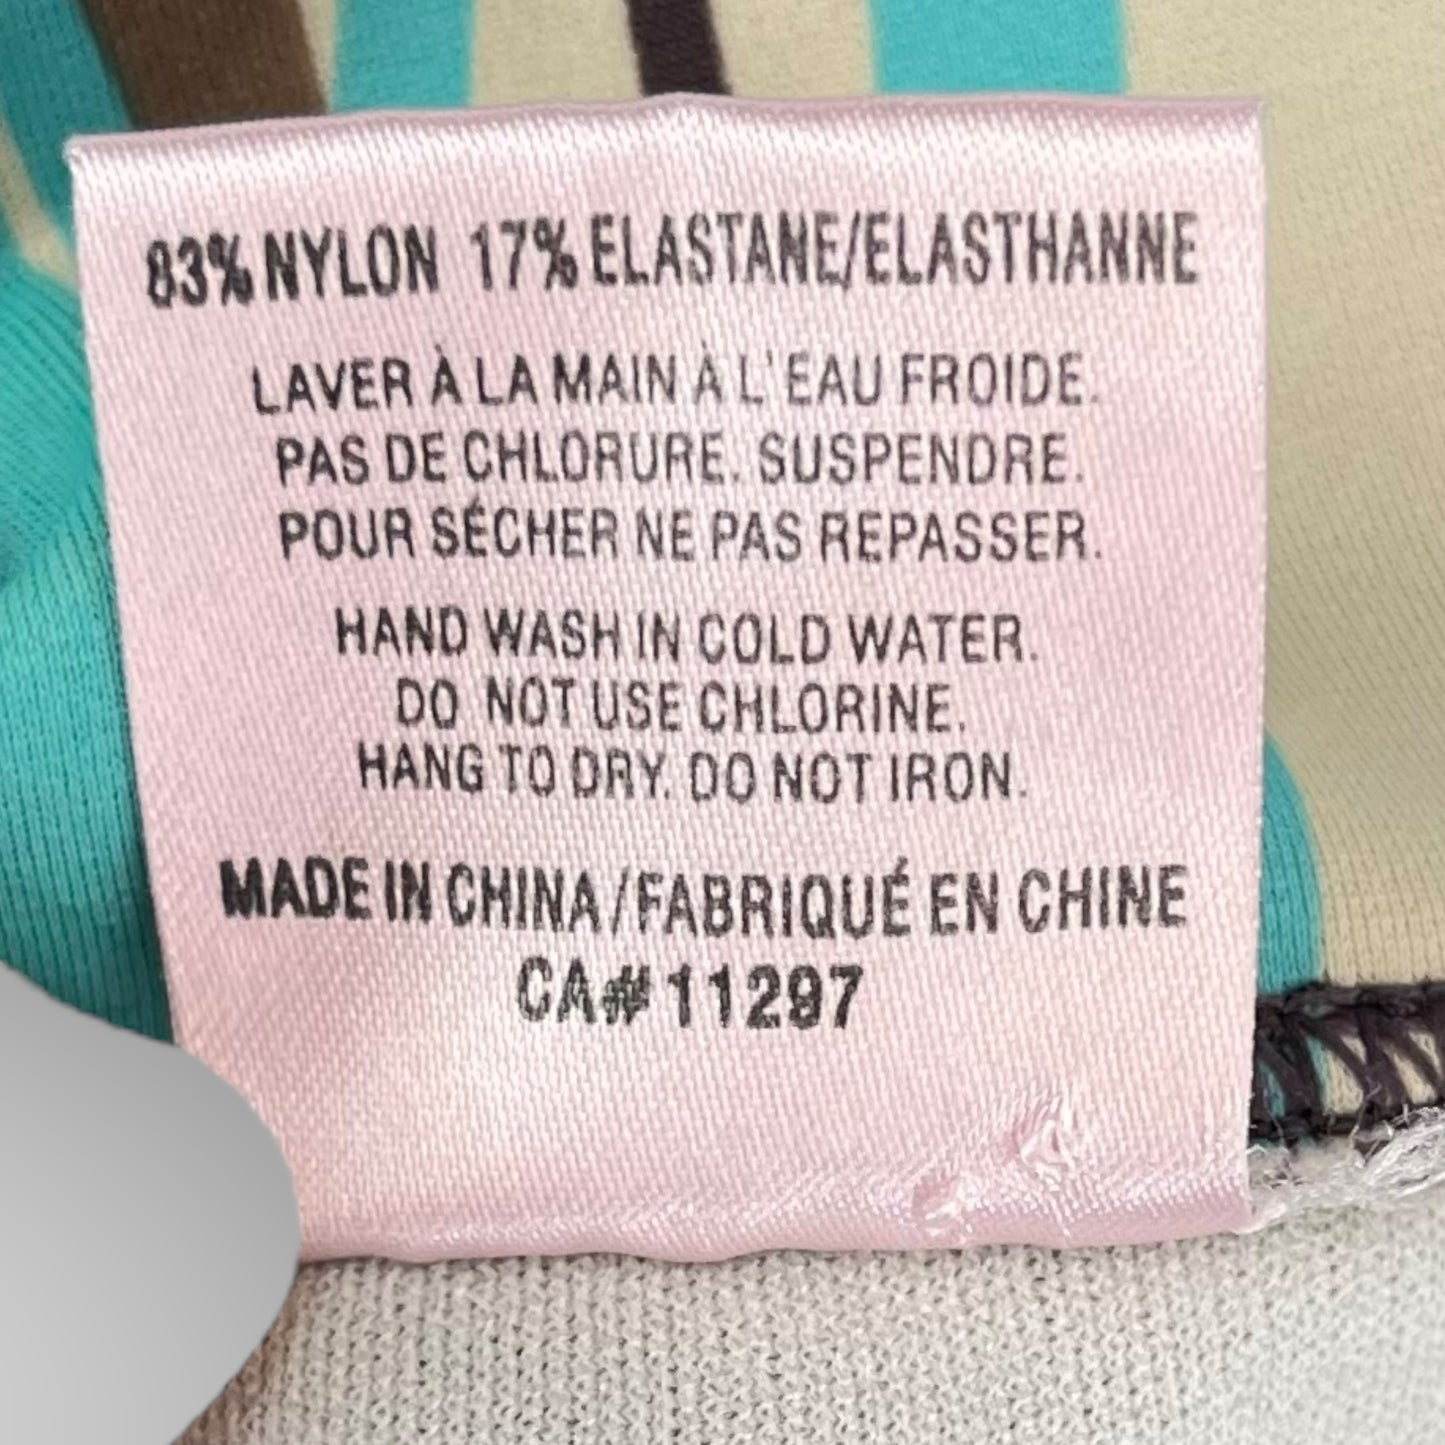 83% NYLON 17% ELASTANE/ELASTHANNE
LAVER À LA MAIN À L'EAU FROIDE.
PAS DE CHLORURE. SUSPENDRE.
POUR SÉCHER NE PAS REPASSER.
HAND WASH IN COLD WATER.
DO NOT USE CHLORINE.
HANG TO DRY. DO NOT IRON.
MADE IN CHINA/FABRIQUÉ EN CHINE
CA# 11297